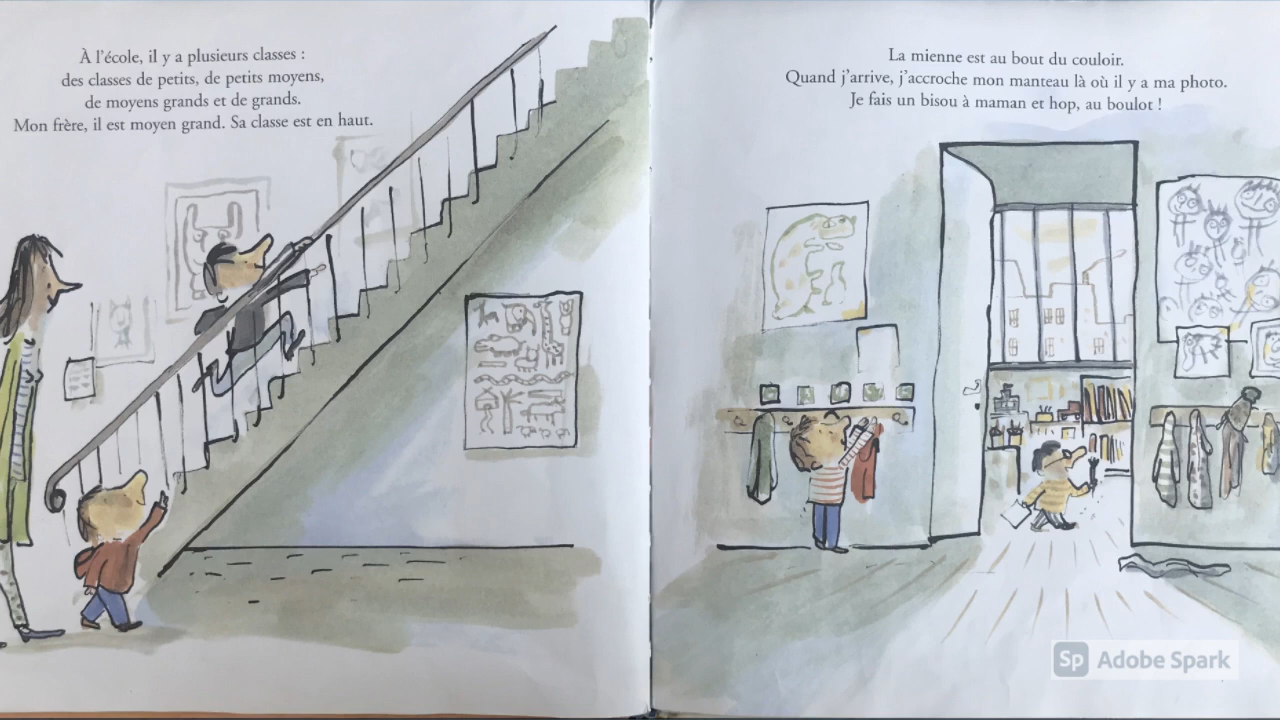 À l'école, il y a plusieurs classes :
des classes de petits, de petits moyens,
de moyens grands et de grands.
Mon frère, il est moyen grand. Sa classe est en haut.
La mienne est au bout du couloir.
Quand j'arrive, j'accroche mon manteau là où il y a ma photo.
Je fais un bisou à maman et hop, au boulot !
Sp Adobe Spark